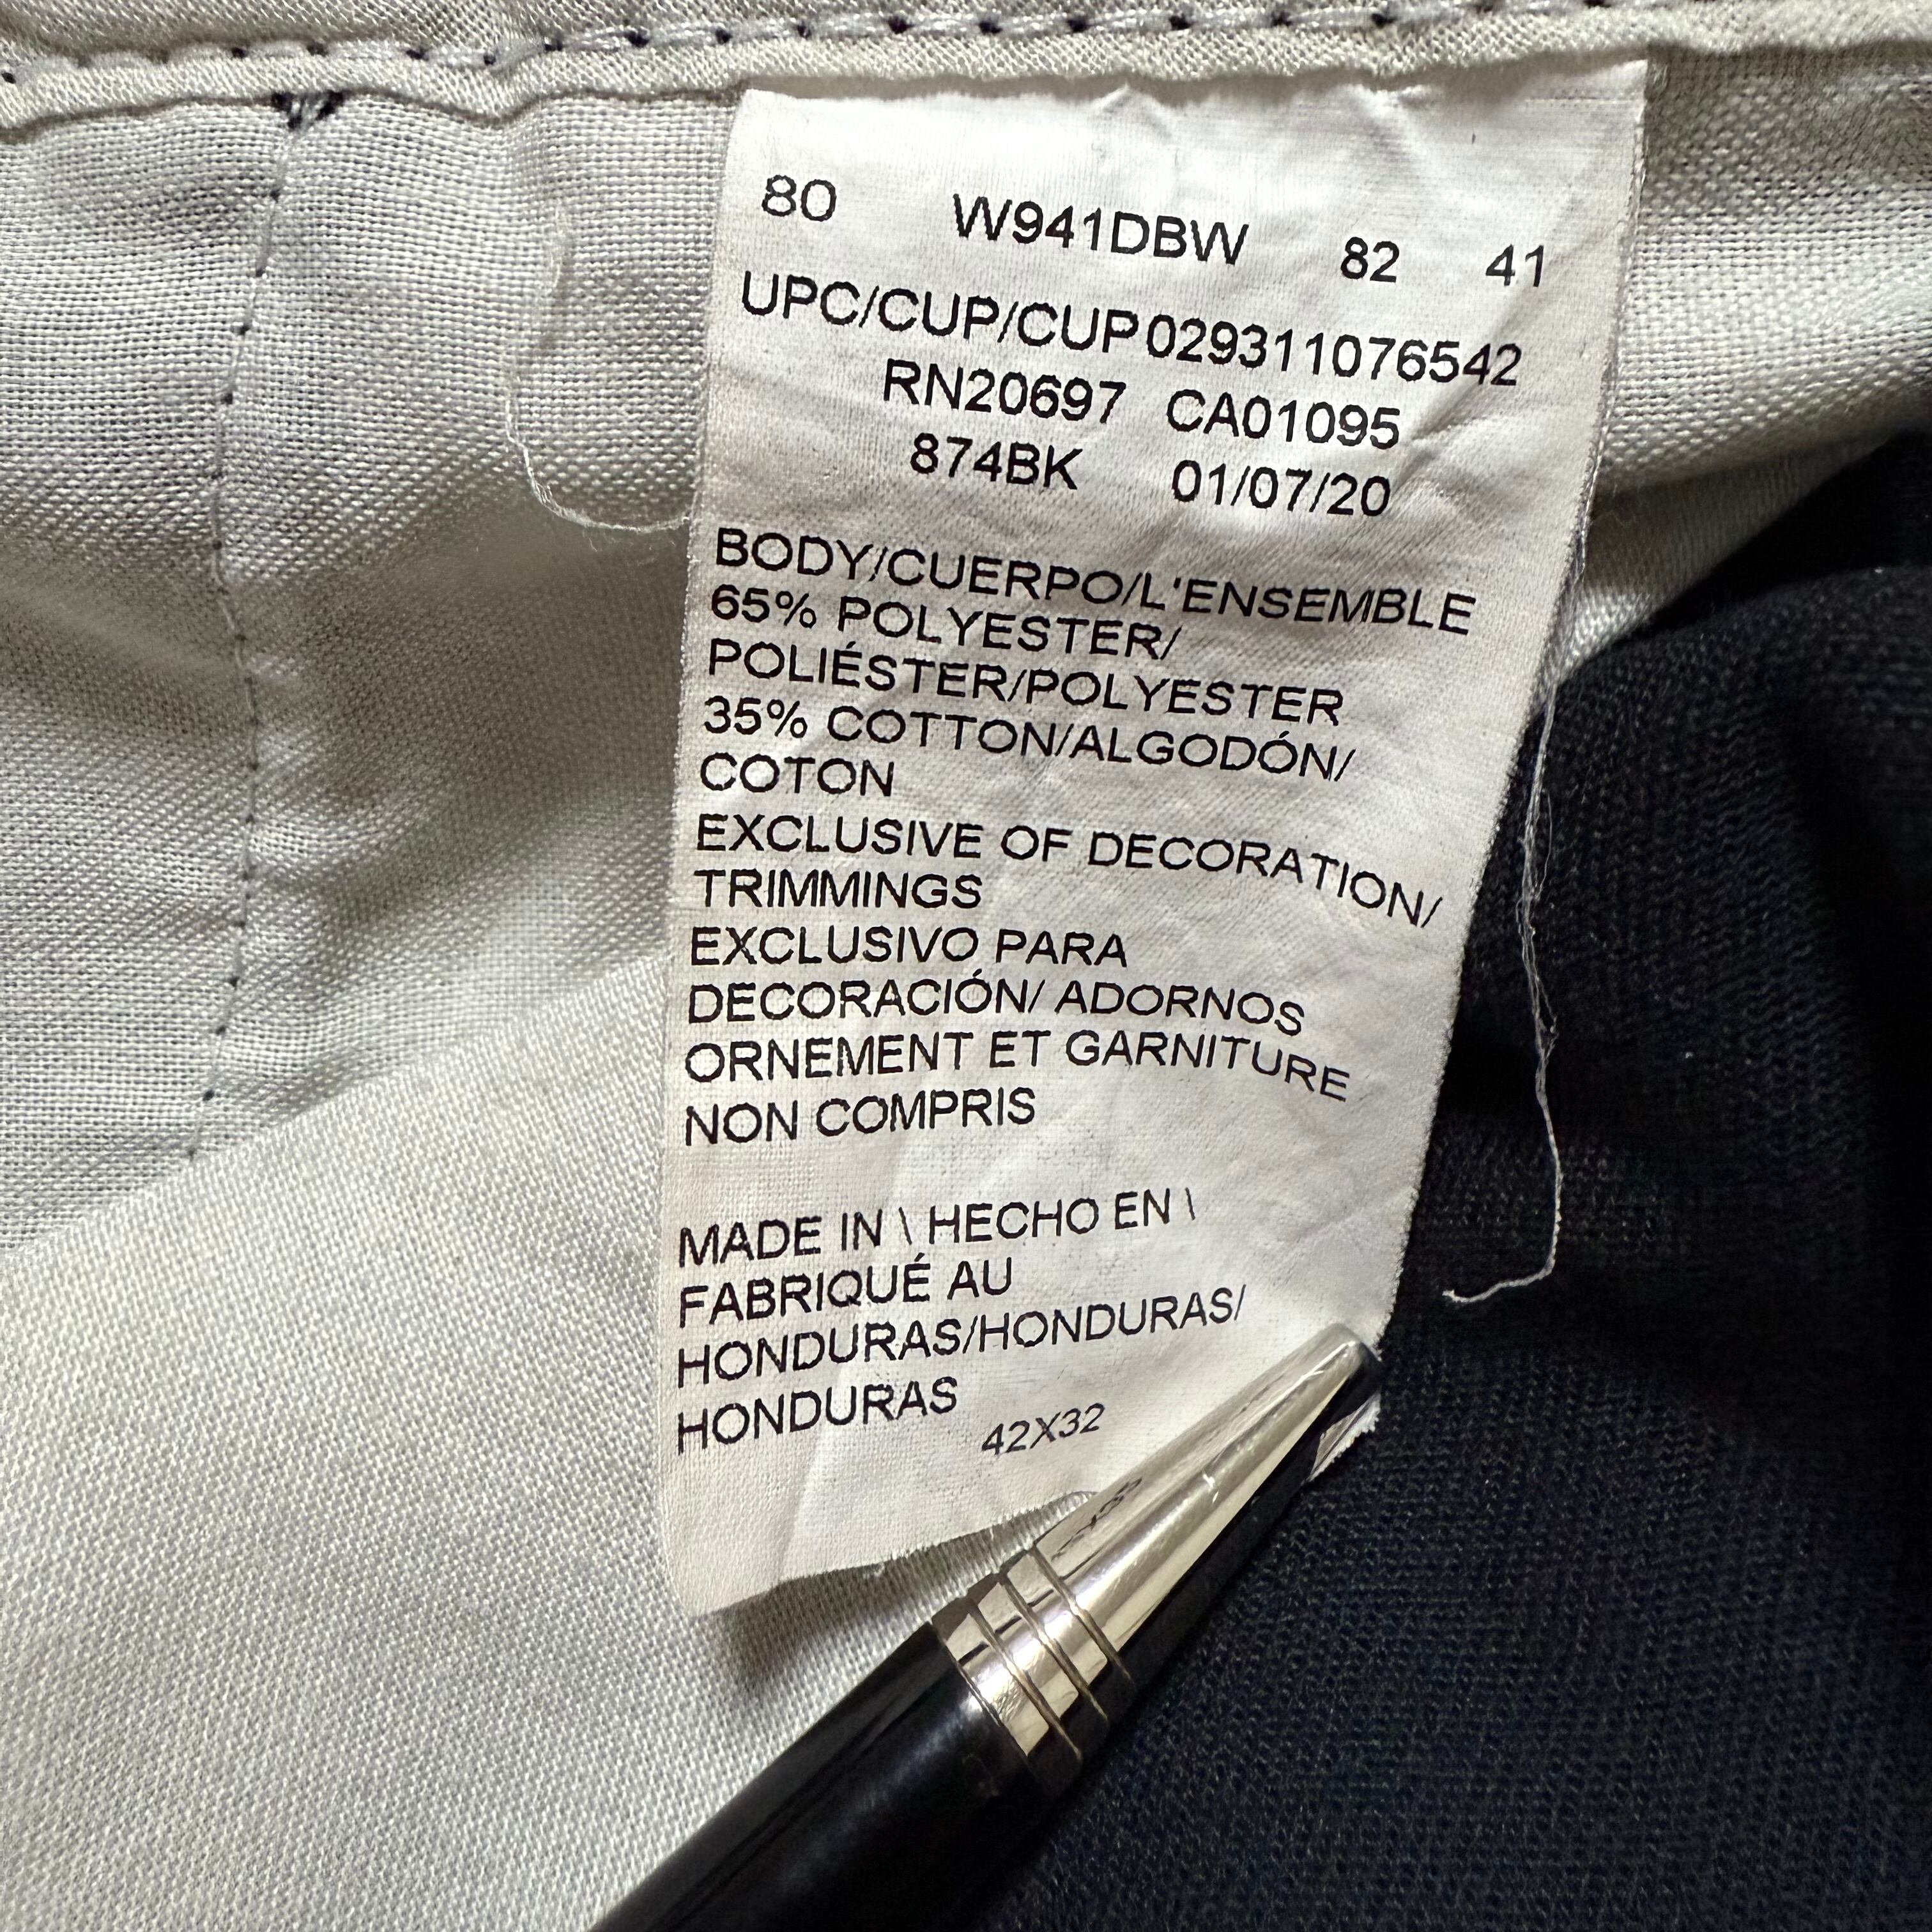 80 W941DBW 82 41
UPC/CUP/CUP029311076542
RN20697 CA01095
874BK 01/07/20
BODY/CUERPO/L'ENSEMBLE
65% POLYESTER/
POLIÉSTER/POLYESTER
35% COTTON/ALGODÓN/
COTON
EXCLUSIVE OF DECORATION/
TRIMMINGS
EXCLUSIVO PARA
DECORACIÓN/ ADORNOS
ORNEMENT ET GARNITURE
NON COMPRIS
MADE IN \ HECHO EN \
FABRIQUÉ AU
HONDURAS/HONDURAS/
HONDURAS
42X32